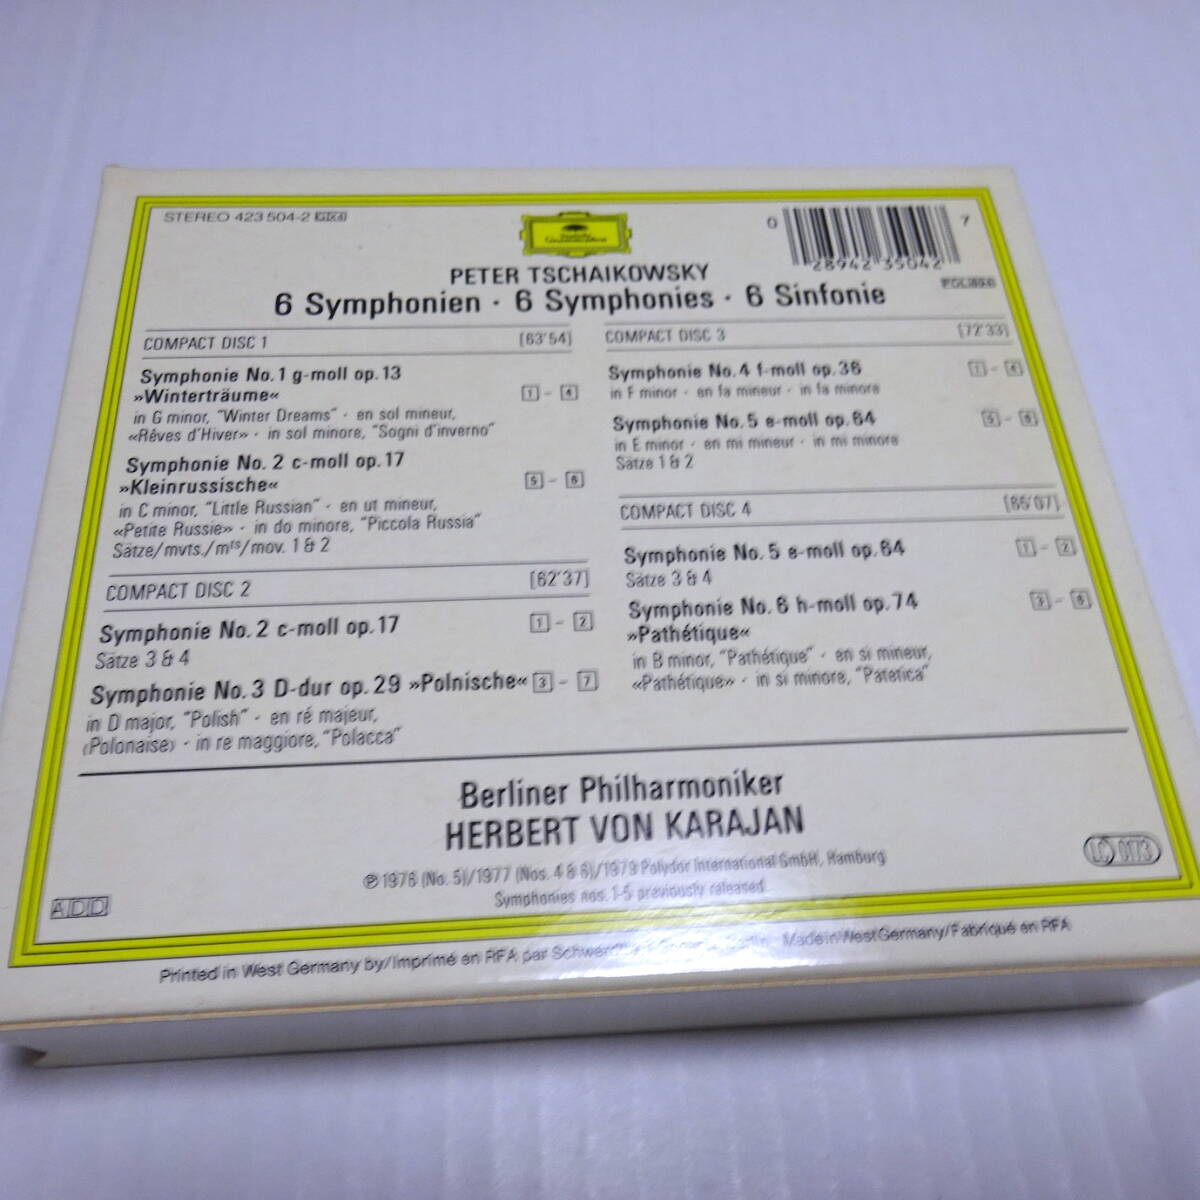 STEREO 423 504-2 GX4
Deutsche
Grammophon
0 28942 35042 7
PETER TSCHAIKOWSKY
6 Symphonien · 6 Symphonies · 6 Sinfonie
COMPACT DISC 1 [63'54]
Symphonie No. 1 g-moll op. 13
»Winterträume« 1 – 4
in G minor, "Winter Dreams" · en sol mineur,
«Rêves d'Hiver» · in sol minore, "Sogni d'inverno"
Symphonie No. 2 c-moll op. 17
»Kleinrussische« 5 – 6
in C minor, "Little Russian" · en ut mineur,
«Petite Russie» · in do minore, "Piccola Russia"
Sätze/mvts./mts/mov. 1 & 2
COMPACT DISC 2 [62'37]
Symphonie No. 2 c-moll op. 17 1 – 2
Sätze 3 & 4
Symphonie No. 3 D-dur op. 29 »Polnische« 3 – 7
in D major, "Polish" · en ré majeur,
‹Polonaise› · in re maggiore, "Polacca"
COMPACT DISC 3 [72'33]
Symphonie No. 4 f-moll op. 36 1 – 4
in F minor · en fa mineur · in fa minore
Symphonie No. 5 e-moll op. 64 5 – 6
in E minor · en mi mineur · in mi minore
Sätze 1 & 2
COMPACT DISC 4 [66'07]
Symphonie No. 5 e-moll op. 64 1 – 2
Sätze 3 & 4
Symphonie No. 6 h-moll op. 74 3 – 6
»Pathétique«
in B minor, "Pathétique" · en si mineur,
«Pathétique» · in si minore, "Patetica"
Berliner Philharmoniker
HERBERT VON KARAJAN
℗ 1976 (No. 5)/1977 (Nos. 4 & 6)/1979 Polydor International GmbH, Hamburg
Symphonies nos. 1-5 previously released.
LC 0173
ADD
Printed in West Germany by/Imprimé en RFA par Made in West Germany/Fabriqué en RFA